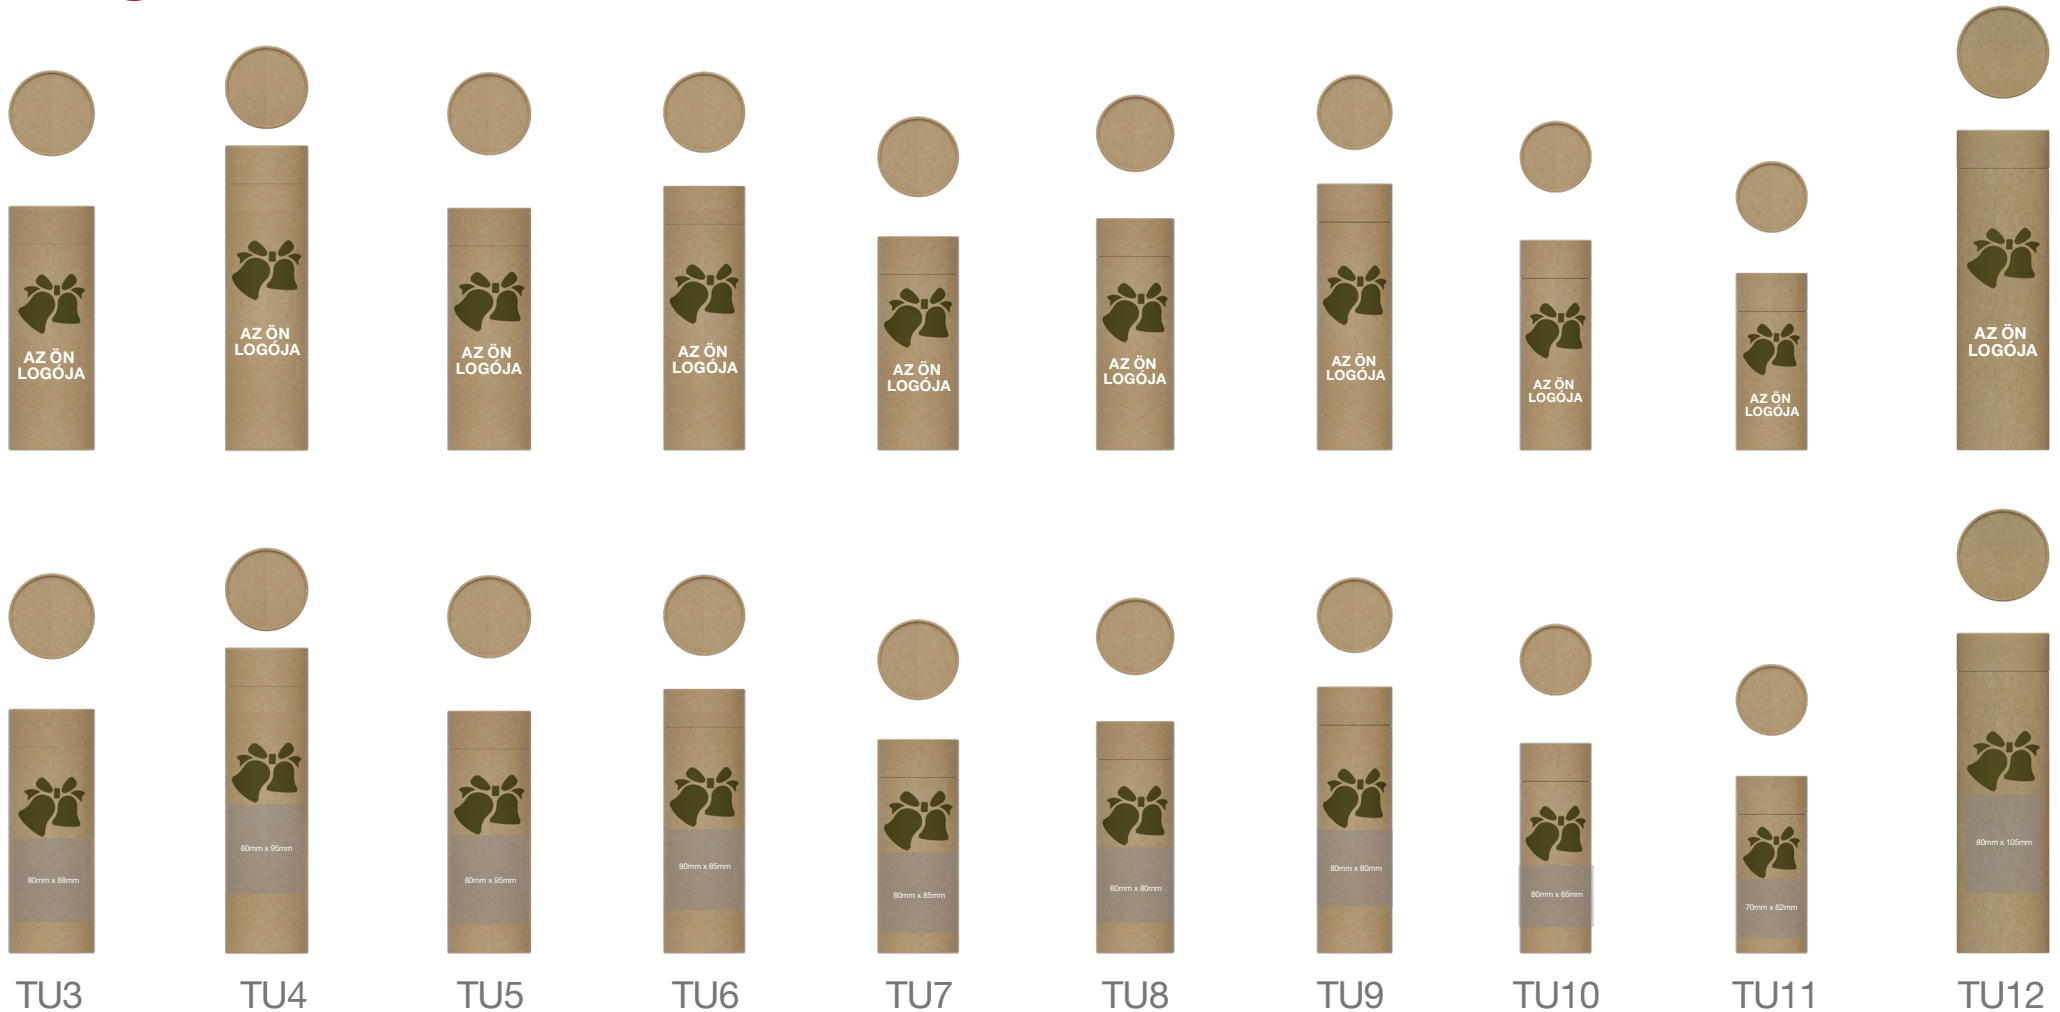 AZ ÖN
LOGÓJA
AZ ÖN
LOGÓJA
AZ ÖN
LOGÓJA
AZ ÖN
LOGÓJA
AZ ÖN
LOGÓJA
AZ ÖN
LOGÓJA
AZ ÖN
LOGÓJA
AZ ÖN
LOGÓJA
AZ ÖN
LOGÓJA
AZ ÖN
LOGÓJA
80mm x 88mm
80mm x 95mm
80mm x 95mm
80mm x 85mm
80mm x 85mm
80mm x 80mm
80mm x 80mm
80mm x 65mm
70mm x 62mm
80mm x 105mm
TU3
TU4
TU5
TU6
TU7
TU8
TU9
TU10
TU11
TU12